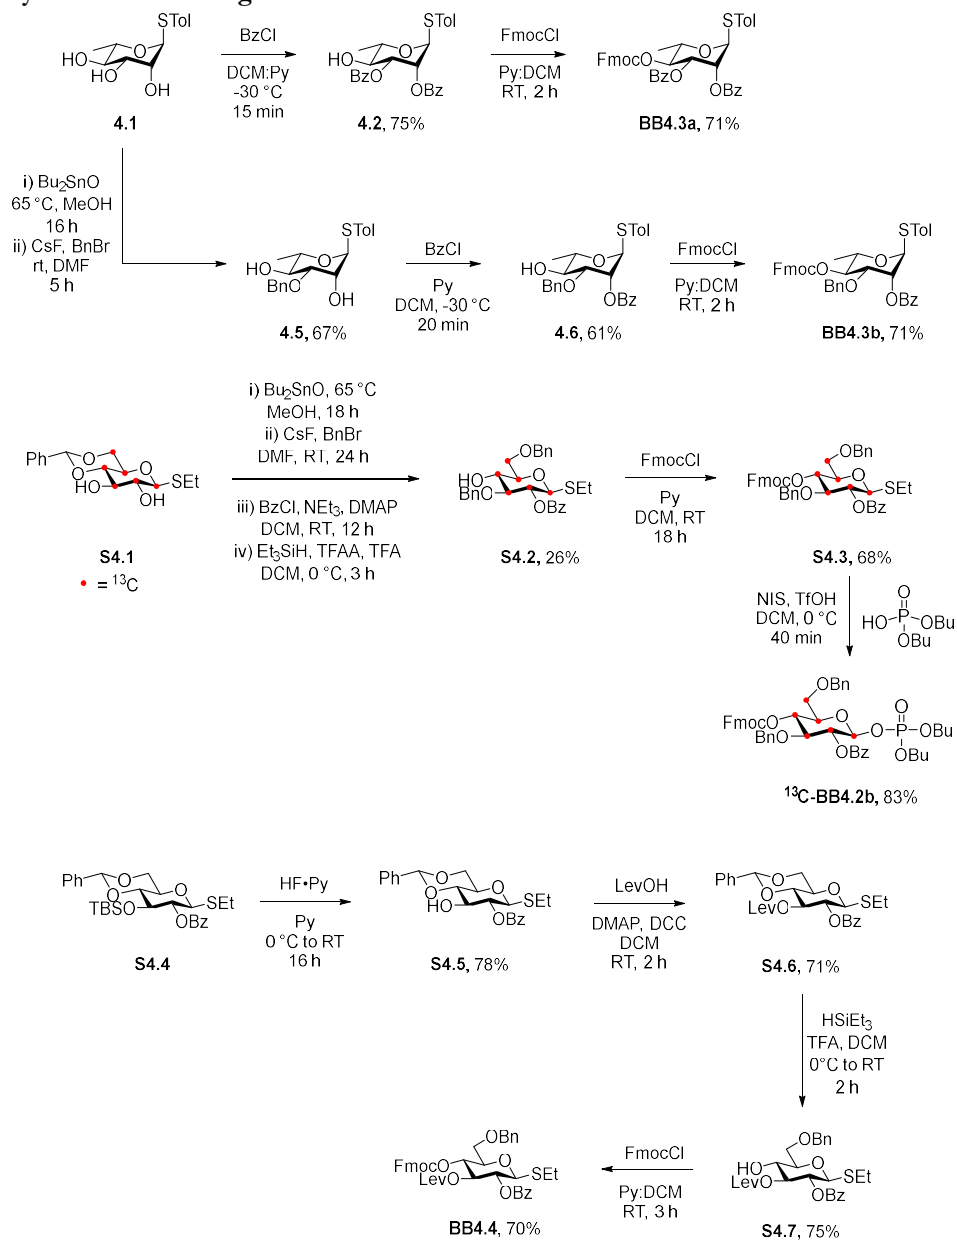 STol
HO
HO
OH
4.1
BzCl
DCM:Py
-30 °C
15 min
STol
HO
BzO
OBz
4.2, 75%
FmocCl
Py:DCM
RT, 2 h
STol
FmocO
BzO
OBz
BB4.3a, 71%
i) Bu2SnO
65 °C, MeOH
16 h
ii) CsF, BnBr
rt, DMF
5 h
STol
O
HO
BnO
OH
4.5, 67%
BzCl
Py
DCM, -30 °C
20 min
STol
O
HO
BnO
OBz
4.6, 61%
FmocCl
Py:DCM
RT, 2 h
STol
O
FmocO
BnO
OBz
BB4.3b, 71%
Ph
O
O
O
HO
OH
SEt
S4.1
• = 13C
i) Bu2SnO, 65 °C
MeOH, 18 h
ii) CsF, BnBr
DMF, RT, 24 h
iii) BzCl, NEt3, DMAP
DCM, RT, 12 h
iv) Et3SiH, TFAA, TFA
DCM, 0 °C, 3 h
OBn
HO
O
BnO
SEt
OBz
S4.2, 26%
FmocCl
Py
DCM, RT
18 h
OBn
FmocO
O
BnO
SEt
OBz
S4.3, 68%
NIS, TfOH
DCM, 0 °C
40 min
O
HO P OBu
OBu
OBn
FmocO
O
BnO
OBz
O P OBu
O
OBu
13C-BB4.2b, 83%
Ph
O
O
O
TBSO
SEt
OBz
S4.4
HF•Py
Py
0 °C to RT
16 h
Ph
O
O
O
HO
SEt
OBz
S4.5, 78%
LevOH
DMAP, DCC
DCM
RT, 2 h
Ph
O
O
O
LevO
SEt
OBz
S4.6, 71%
HSiEt3
TFA, DCM
0°C to RT
2 h
OBn
HO
O
LevO
SEt
OBz
S4.7, 75%
FmocCl
Py:DCM
RT, 3 h
OBn
FmocO
O
LevO
SEt
OBz
BB4.4, 70%